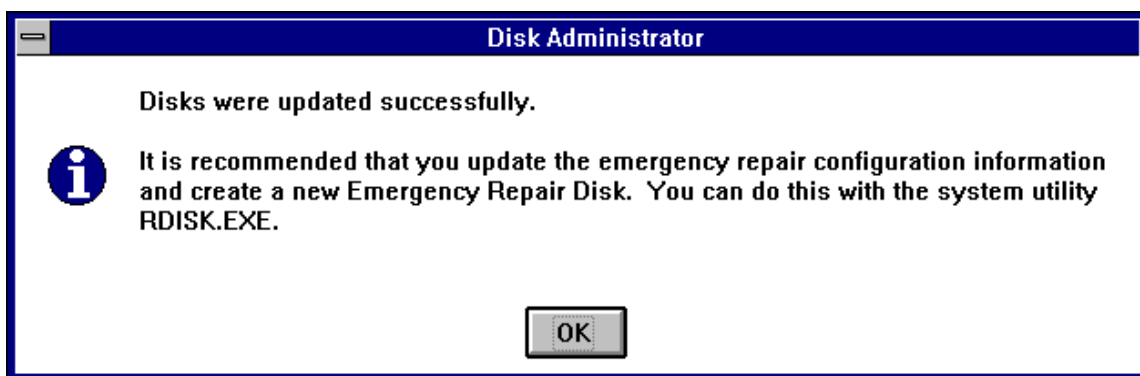 Disk Administrator
Disks were updated successfully.
It is recommended that you update the emergency repair configuration information
and create a new Emergency Repair Disk.  You can do this with the system utility
RDISK.EXE.
OK